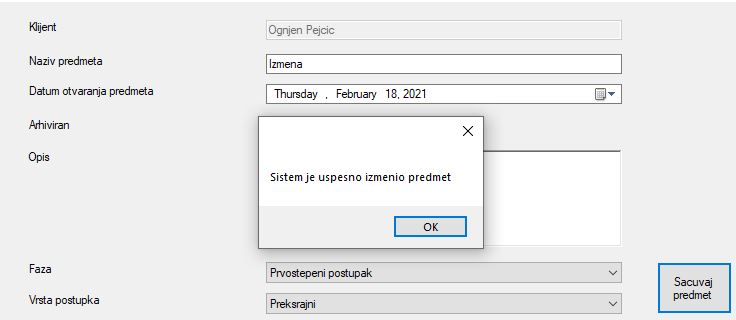 Klijent
Ognjen Pejcic
Naziv predmeta
Izmena
Datum otvaranja predmeta
Thursday , February 18, 2021
Arhiviran
Opis
Sistem je uspesno izmenio predmet
OK
Faza
Prvostepeni postupak
Vrsta postupka
Preksrajni
Sacuvaj
predmet